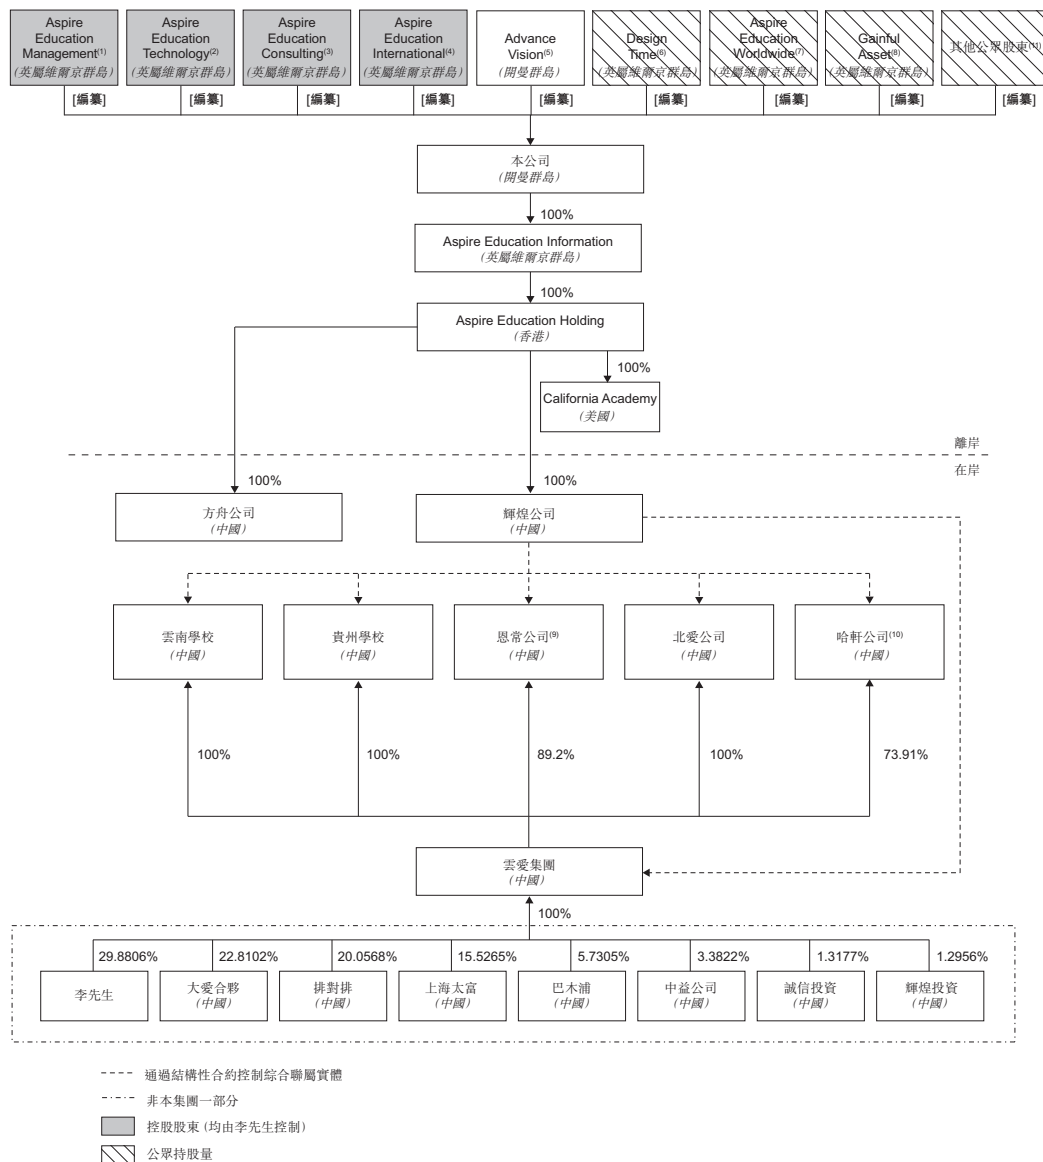 Aspire
Education
Management(1)
(英屬維爾京群島)
Aspire
Education
Technology(2)
(英屬維爾京群島)
Aspire
Education
Consulting(3)
(英屬維爾京群島)
Aspire
Education
International(4)
(英屬維爾京群島)
Advance
Vision(5)
(開曼群島)
Design
Time(6)
(英屬維爾京群島)
Aspire
Education
Worldwide(7)
(英屬維爾京群島)
Gainful
Asset(8)
(英屬維爾京群島)
其他公眾股東(11)
[編纂] [編纂] [編纂] [編纂] [編纂] [編纂] [編纂] [編纂] [編纂]
本公司
(開曼群島)
100%
Aspire Education Information
(英屬維爾京群島)
100%
Aspire Education Holding
(香港)
100%
California Academy
(美國)
離岸
在岸
100% 100%
方舟公司
(中國)
輝煌公司
(中國)
雲南學校
(中國)
貴州學校
(中國)
恩常公司(9)
(中國)
北愛公司
(中國)
哈軒公司(10)
(中國)
100% 100% 89.2% 100% 73.91%
雲愛集團
(中國)
100%
29.8806% 22.8102% 20.0568% 15.5265% 5.7305% 3.3822% 1.3177% 1.2956%
李先生
大愛合夥
(中國)
排對排
(中國)
上海太富
(中國)
巴木浦
(中國)
中益公司
(中國)
誠信投資
(中國)
輝煌投資
(中國)
通過結構性合約控制綜合聯屬實體
非本集團一部分
控股股東 (均由李先生控制)
公眾持股量